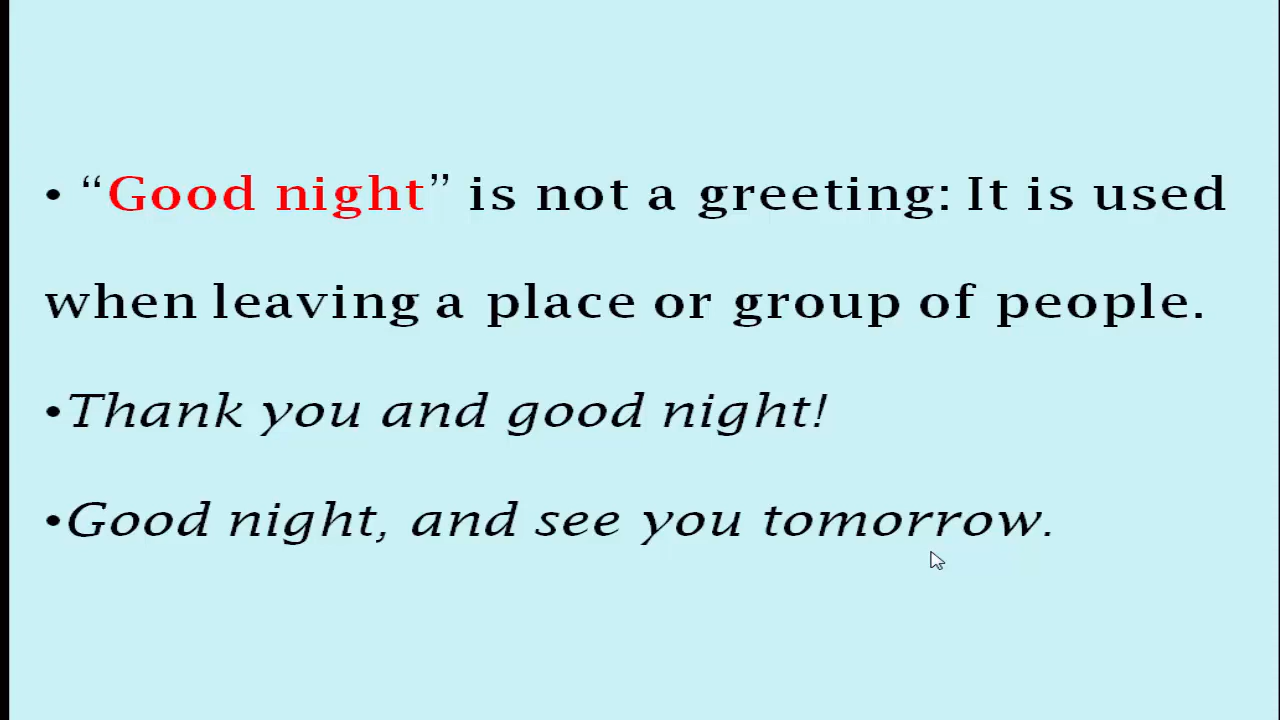 • “Good night” is not a greeting: It is used
when leaving a place or group of people.
•Thank you and good night!
•Good night, and see you tomorrow.